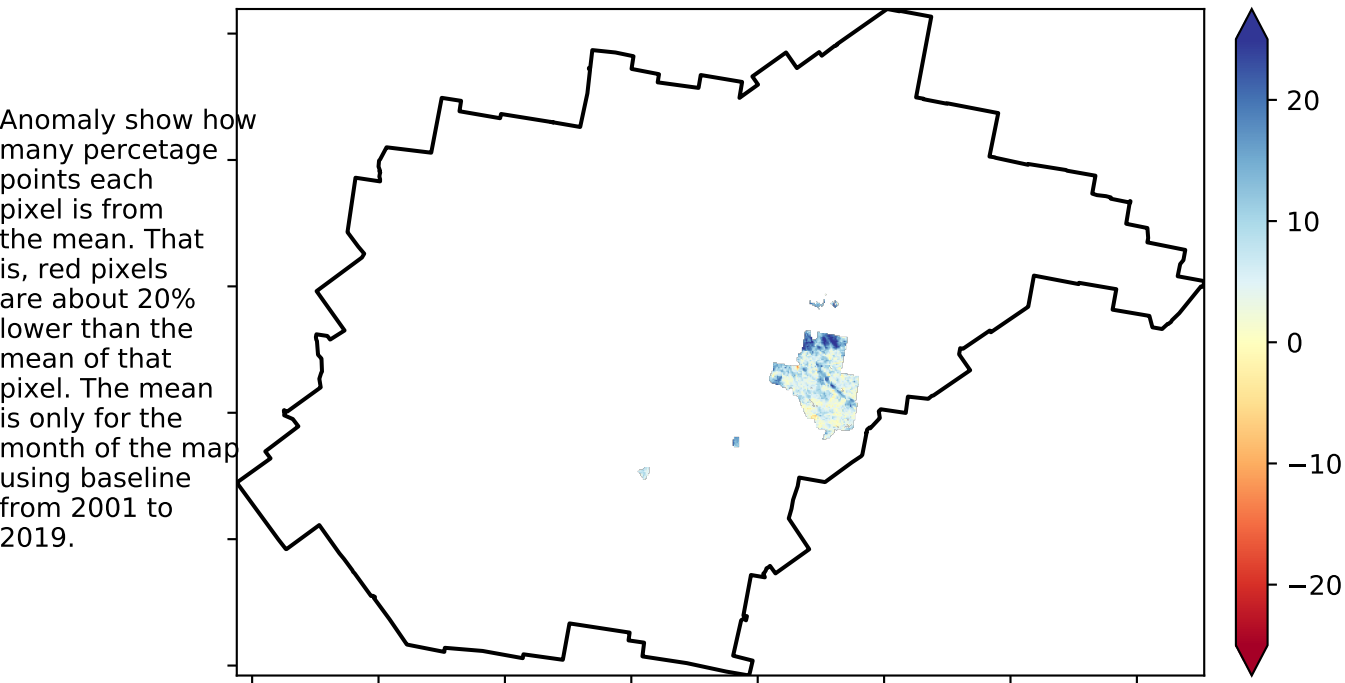 Anomaly show how
many percetage
points each
pixel is from
the mean. That
is, red pixels
are about 20%
lower than the
mean of that
pixel. The mean
is only for the
month of the map
using baseline
from 2001 to
2019.
20
10
0
−10
−20